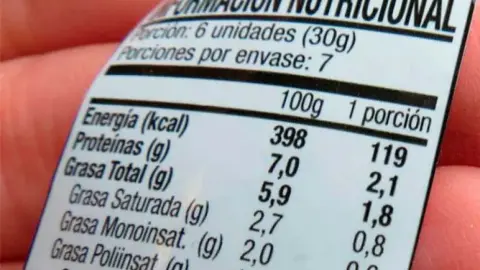 FORMACIÓN NUTRICIONAL
Porción: 6 unidades (30g)
Porciones por envase: 7
100g 1 porción
Energía (kcal) 398 119
Proteínas (g) 7,0 2,1
Grasa Total (g) 5,9 1,8
Grasa Saturada (g) 2,7 0,8
Grasa Monoinsat. (g) 2,0
Grasa Poliinsat.